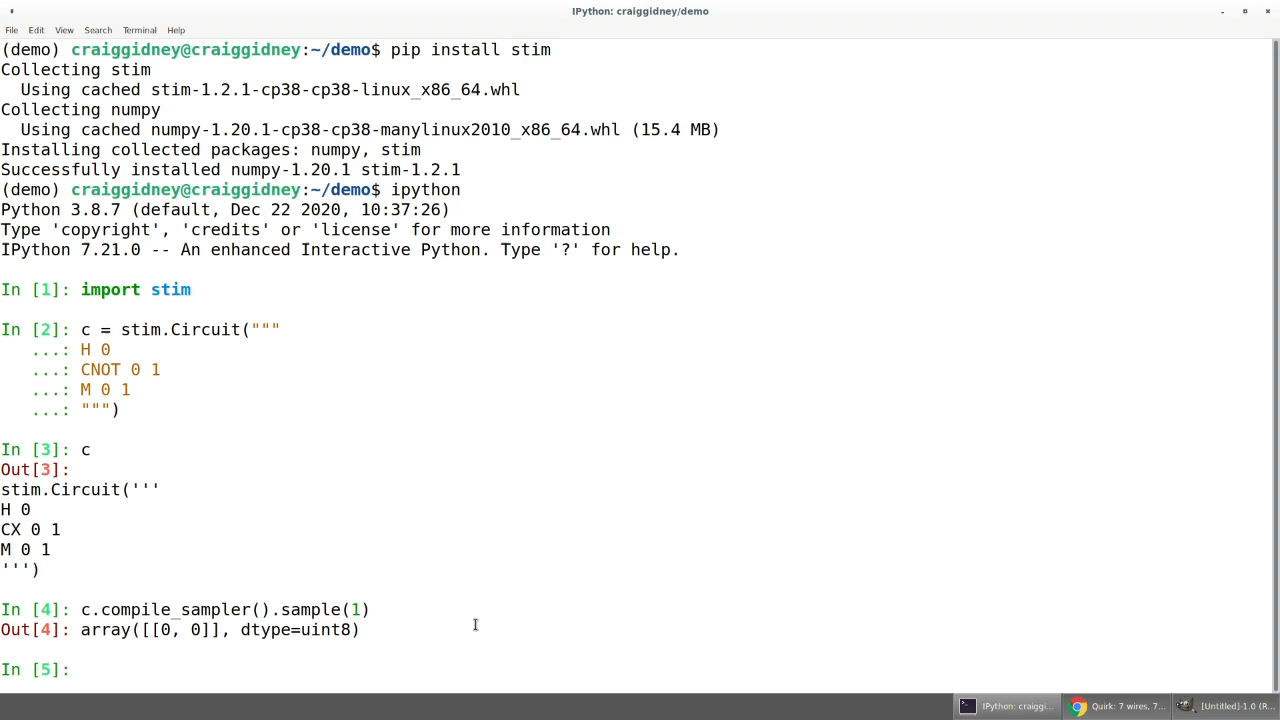 IPython: craiggidney/demo
File Edit View Search Terminal Help
(demo) craiggidney@craiggidney:~/demo$ pip install stim
Collecting stim
  Using cached stim-1.2.1-cp38-cp38-linux_x86_64.whl
Collecting numpy
  Using cached numpy-1.20.1-cp38-cp38-manylinux2010_x86_64.whl (15.4 MB)
Installing collected packages: numpy, stim
Successfully installed numpy-1.20.1 stim-1.2.1
(demo) craiggidney@craiggidney:~/demo$ ipython
Python 3.8.7 (default, Dec 22 2020, 10:37:26)
Type 'copyright', 'credits' or 'license' for more information
IPython 7.21.0 -- An enhanced Interactive Python. Type '?' for help.
In [1]: import stim
In [2]: c = stim.Circuit("""
   ...: H 0
   ...: CNOT 0 1
   ...: M 0 1
   ...: """)
In [3]: c
Out[3]:
stim.Circuit('''
H 0
CX 0 1
M 0 1
''')
In [4]: c.compile_sampler().sample(1)
Out[4]: array([[0, 0]], dtype=uint8)
In [5]:
IPython: craiggi... Quirk: 7 wires, 7... [Untitled]-1.0 (R...